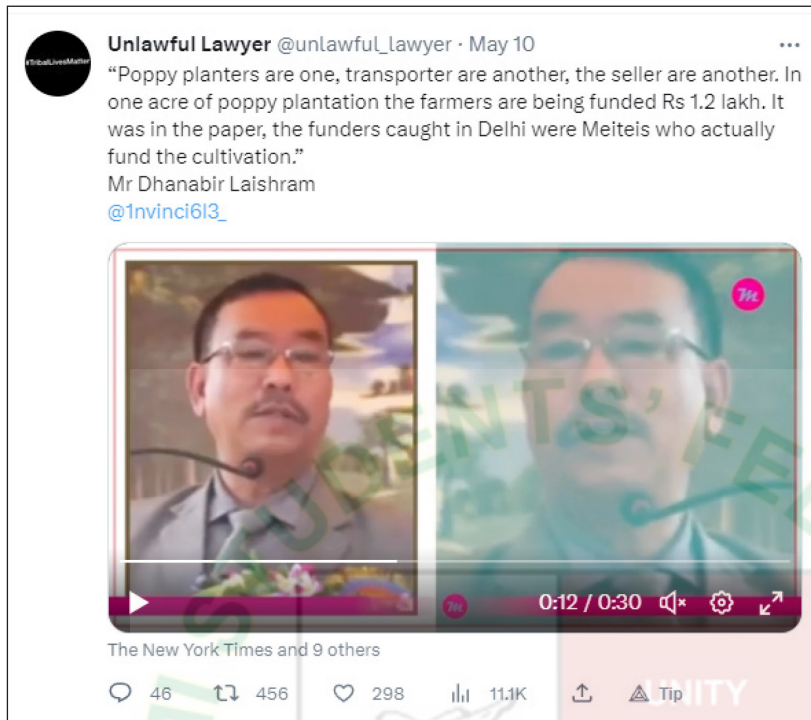 Unlawful Lawyer @unlawful_lawyer · May 10
#TribalLivesMatter
“Poppy planters are one, transporter are another, the seller are another. In
one acre of poppy plantation the farmers are being funded Rs 1.2 lakh. It
was in the paper, the funders caught in Delhi were Meiteis who actually
fund the cultivation.”
Mr Dhanabir Laishram
@1nvinci6l3_
m
STUDENTS' FE
m
0:12 / 0:30
The New York Times and 9 others
46 456 298 11.1K Tip
UNITY